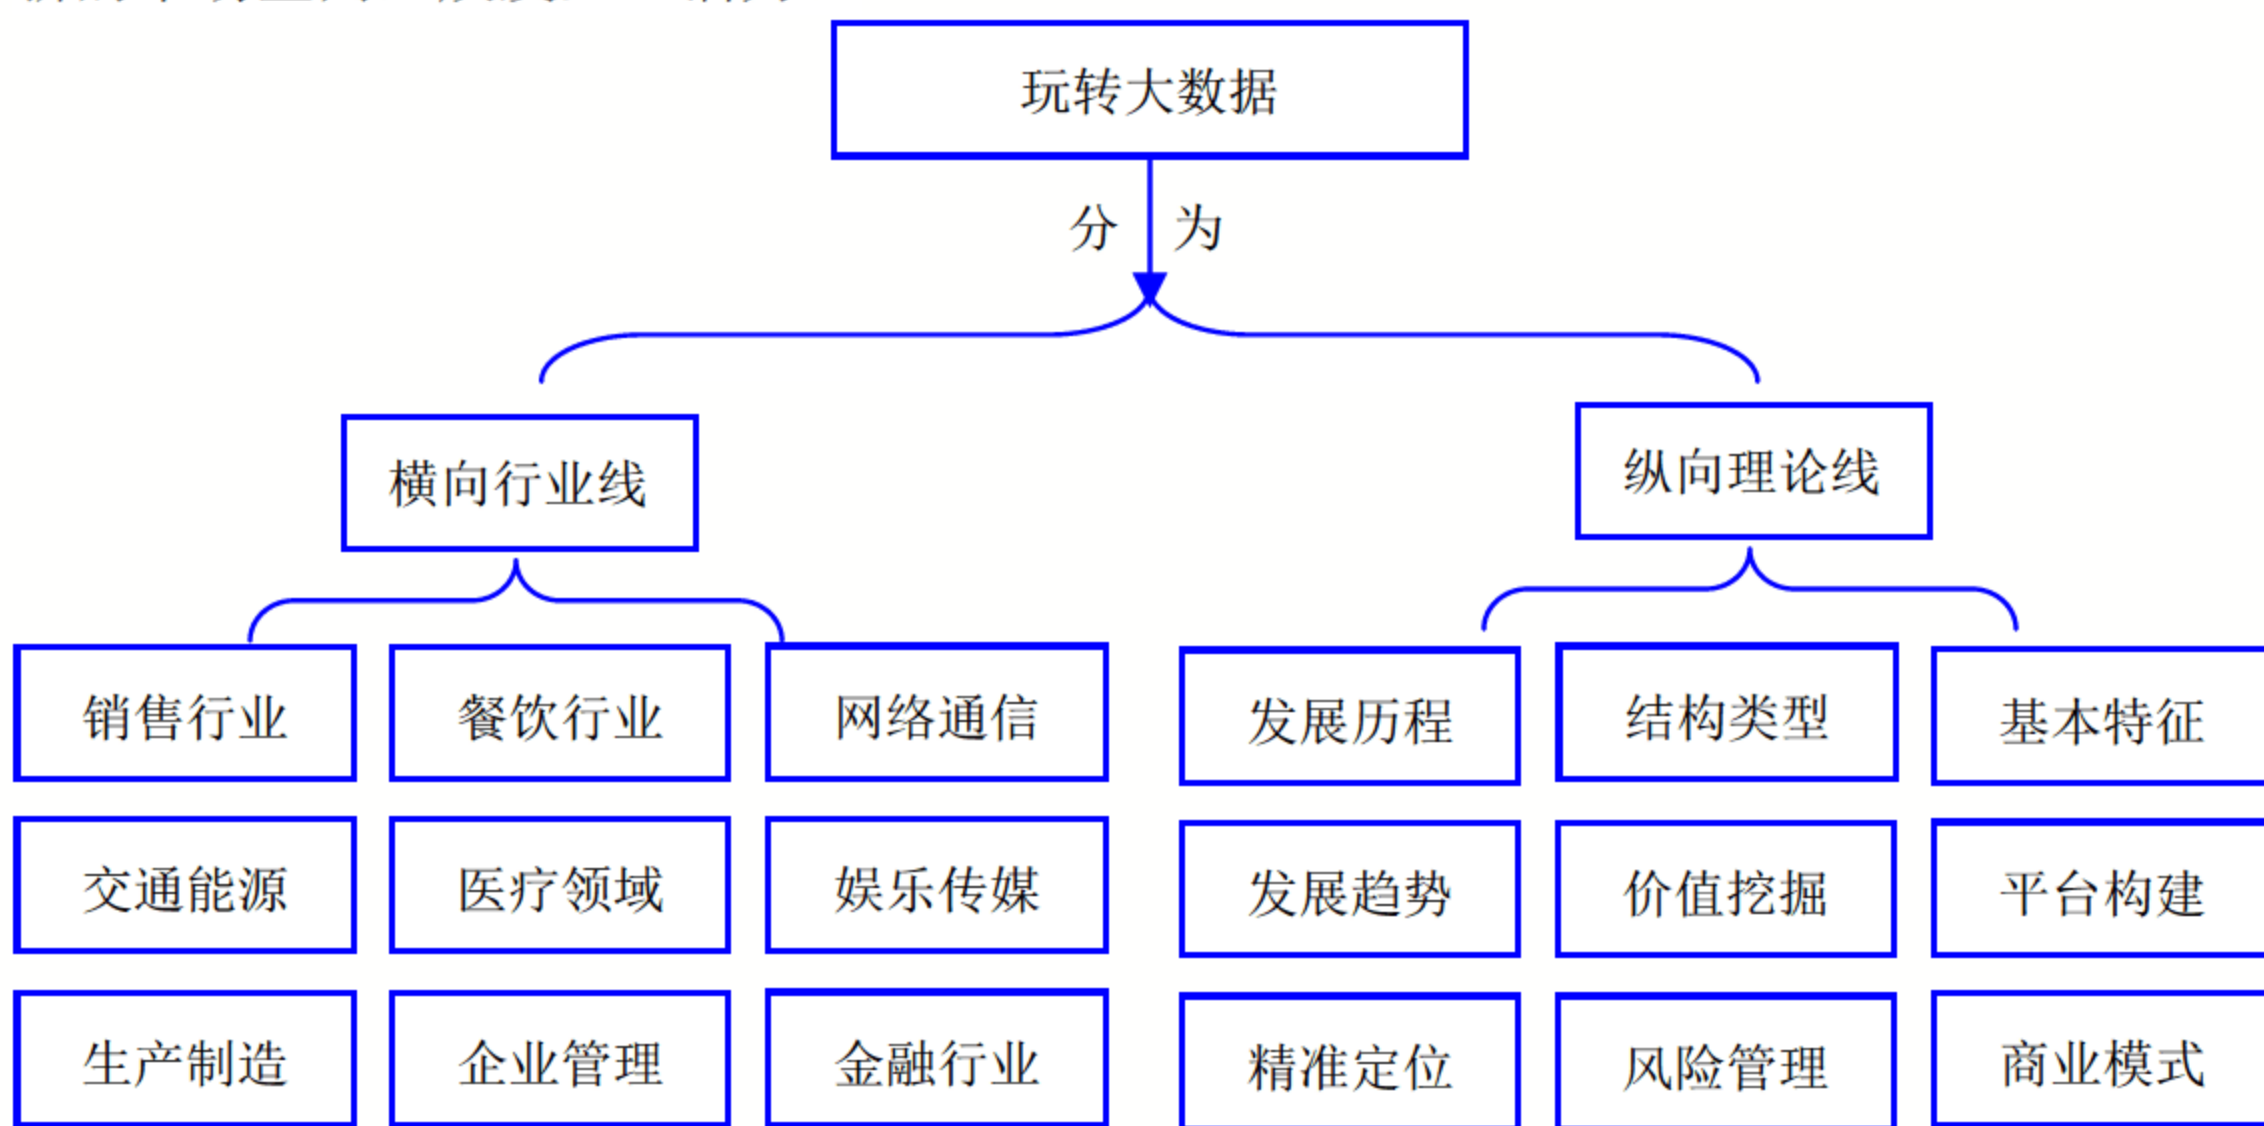 玩转大数据
分 为
横向行业线
纵向理论线
销售行业 餐饮行业 网络通信
交通能源 医疗领域 娱乐传媒
生产制造 企业管理 金融行业
发展历程 结构类型 基本特征
发展趋势 价值挖掘 平台构建
精准定位 风险管理 商业模式